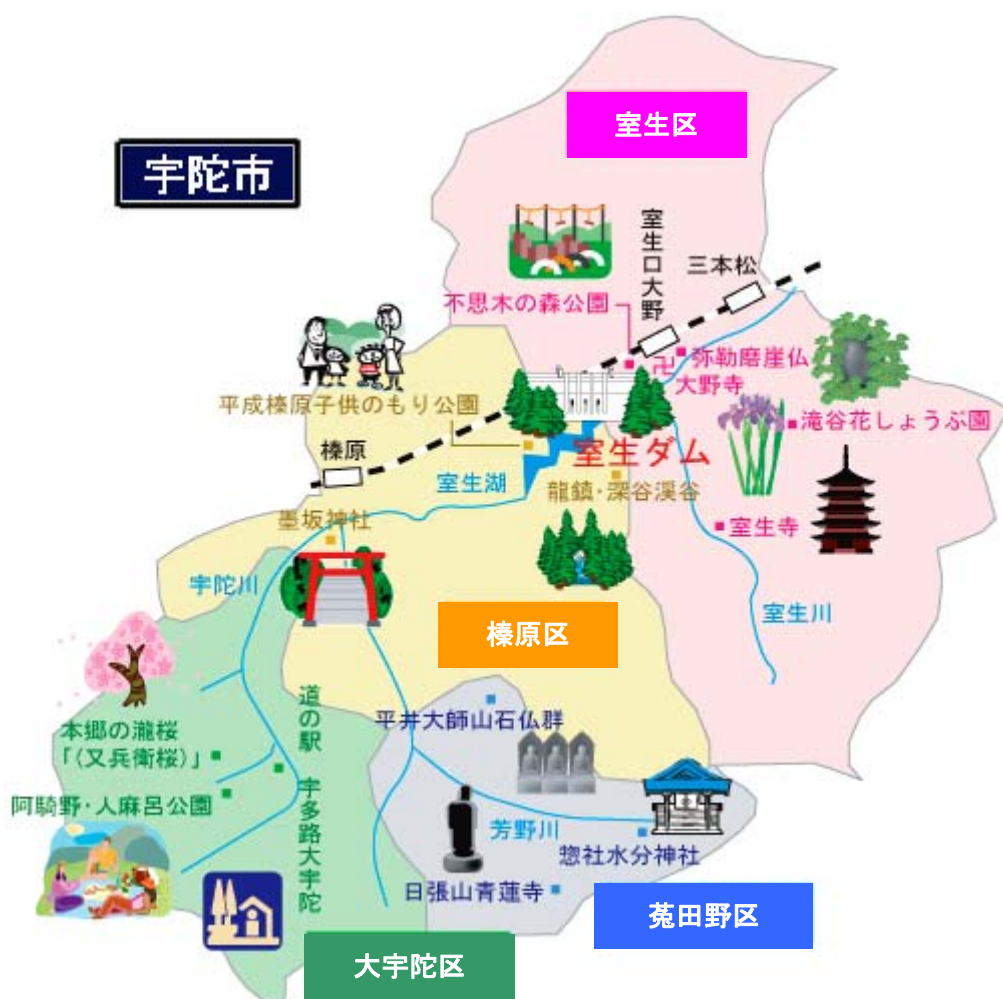 室生区
宇陀市
室生口大野
三本松
不思木の森公園
弥勒磨崖仏
大野寺
平成榛原子供のもり公園
滝谷花しょうぶ園
榛原
室生ダム
室生湖
龍鎮・深谷渓谷
墨坂神社
室生寺
宇陀川
室生川
榛原区
道の駅 宇多路大宇陀
平井大師山石仏群
本郷の瀧桜
「(又兵衛桜)」
阿騎野・人麻呂公園
芳野川
惣社水分神社
日張山青蓮寺
菟田野区
大宇陀区